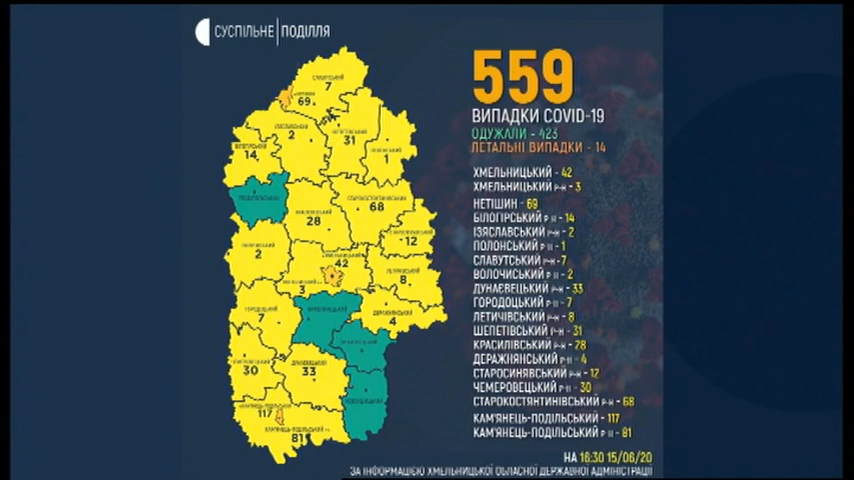 СУСПІЛЬНЕ | ПОДІЛЛЯ
559
ВИПАДКИ COVID-19
ОДУЖАЛИ - 423
ЛЕТАЛЬНІ ВИПАДКИ - 14
ХМЕЛЬНИЦЬКИЙ - 42
ХМЕЛЬНИЦЬКИЙ Р-Н - 3
НЕТІШИН - 69
БІЛОГІРСЬКИЙ Р-Н - 14
ІЗЯСЛАВСЬКИЙ Р-Н - 2
ПОЛОНСЬКИЙ Р-Н - 1
СЛАВУТСЬКИЙ Р-Н - 7
ВОЛОЧИСЬКИЙ Р-Н - 2
ДУНАЄВЕЦЬКИЙ Р-Н - 33
ГОРОДОЦЬКИЙ Р-Н - 7
ЛЕТИЧІВСЬКИЙ Р-Н - 8
ШЕПЕТІВСЬКИЙ Р-Н - 31
КРАСИЛІВСЬКИЙ Р-Н - 28
ДЕРАЖНЯНСЬКИЙ Р-Н - 4
СТАРОСИНЯВСЬКИЙ Р-Н - 12
ЧЕМЕРОВЕЦЬКИЙ Р-Н - 30
СТАРОКОСТЯНТИНІВСЬКИЙ Р-Н - 68
КАМ'ЯНЕЦЬ-ПОДІЛЬСЬКИЙ - 117
КАМ'ЯНЕЦЬ-ПОДІЛЬСЬКИЙ Р-Н - 81
НА 16:30 15/06/20
ЗА ІНФОРМАЦІЄЮ ХМЕЛЬНИЦЬКОЇ ОБЛАСНОЇ ДЕРЖАВНОЇ АДМІНІСТРАЦІЇ
СЛАВУТСЬКИЙ
7
69
2
31
14
1
68
28
12
2
42
8
3
7
ДЕРАЖНЯНСЬКИЙ
4
30
ДУНАЄВЕЦЬКИЙ
33
117
81